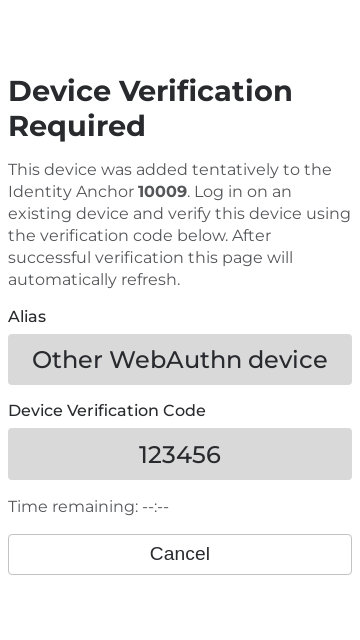 Device Verification
Required
This device was added tentatively to the
Identity Anchor 10009. Log in on an
existing device and verify this device using
the verification code below. After
successful verification this page will
automatically refresh.
Alias
Other WebAuthn device
Device Verification Code
123456
Time remaining: --:--
Cancel